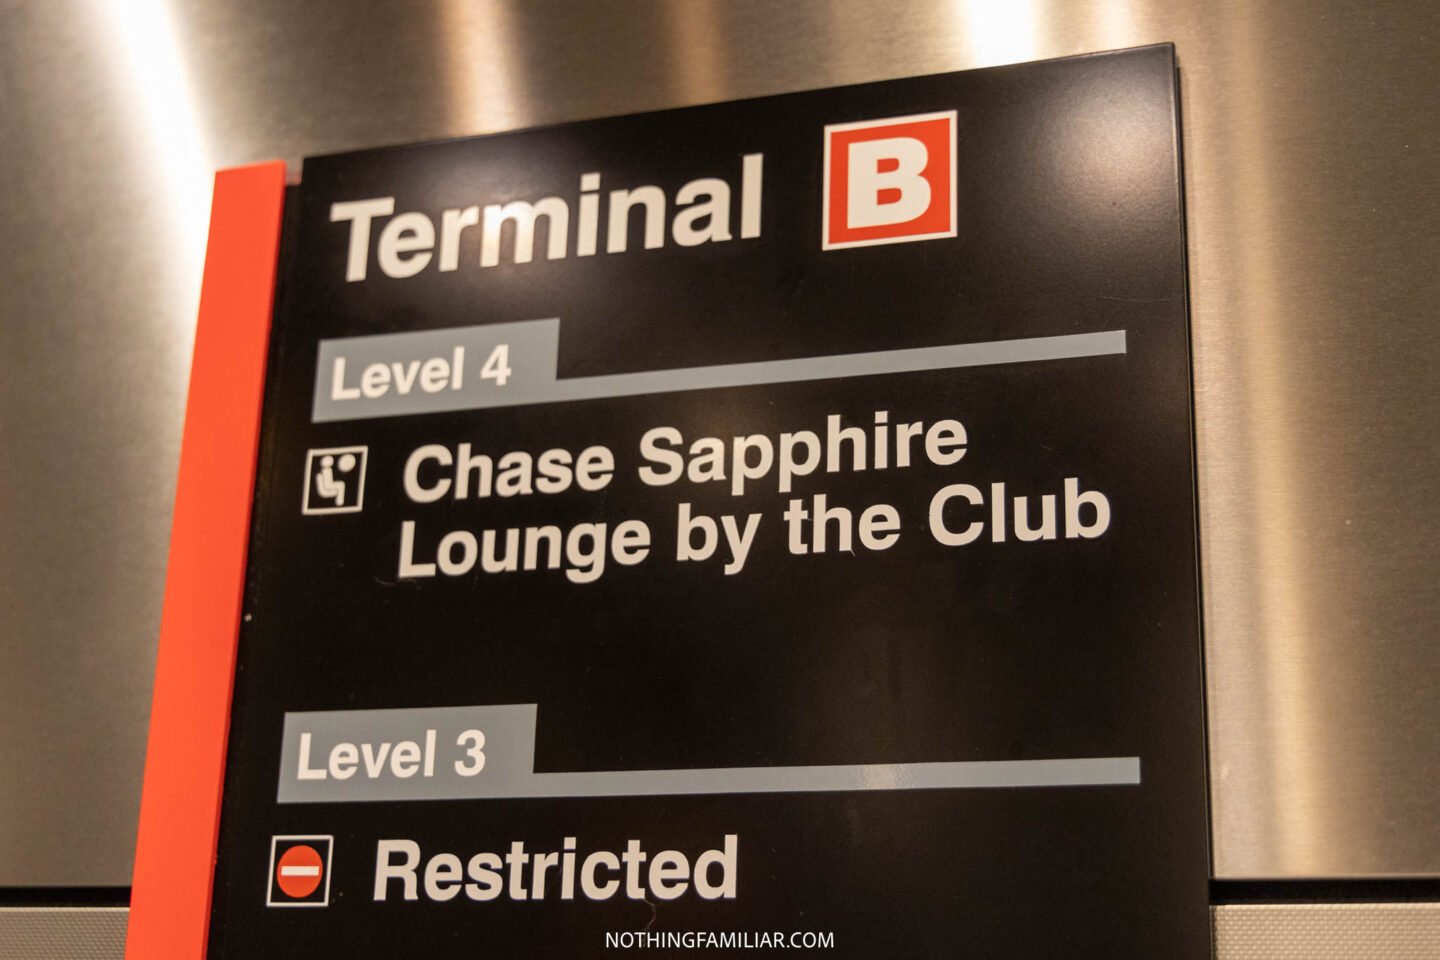 Terminal B
Level 4
Chase Sapphire
Lounge by the Club
Level 3
Restricted
NOTHINGFAMILIAR.COM